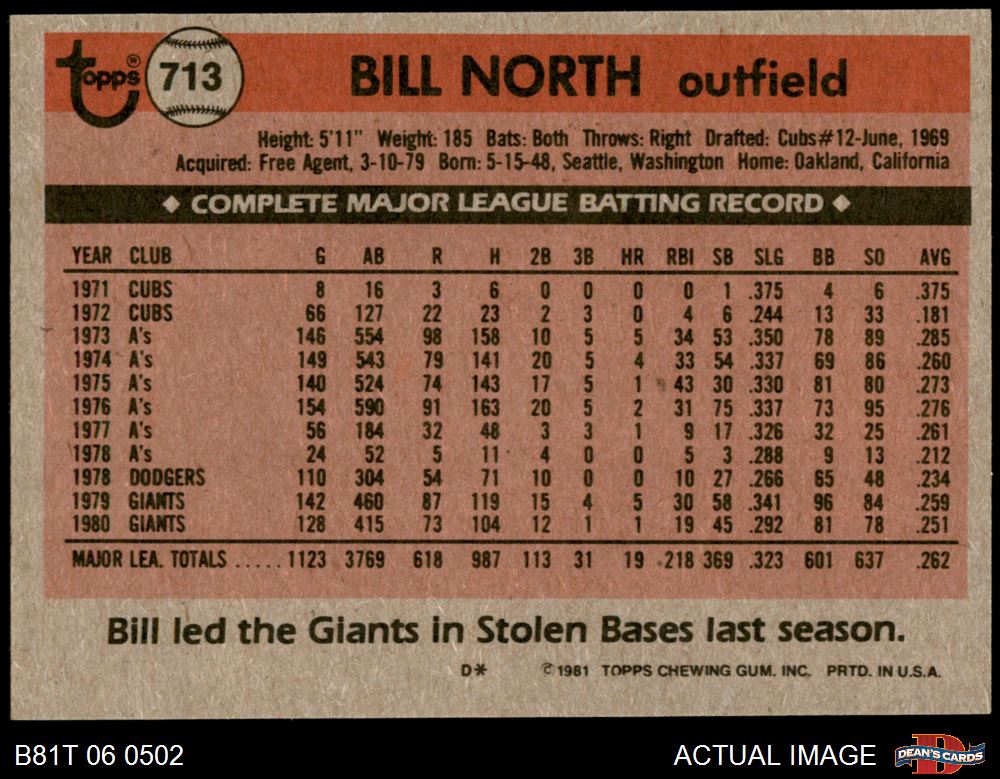 Topps® 713 BILL NORTH outfield
Height: 5'11" Weight: 185 Bats: Both Throws: Right Drafted: Cubs#12-June, 1969
Acquired: Free Agent, 3-10-79 Born: 5-15-48, Seattle, Washington Home: Oakland, California
◆ COMPLETE MAJOR LEAGUE BATTING RECORD ◆
YEAR CLUB G AB R H 2B 3B HR RBI SB SLG BB SO AVG
1971 CUBS 8 16 3 6 0 0 0 0 1 .375 4 6 .375
1972 CUBS 66 127 22 23 2 3 0 4 6 .244 13 33 .181
1973 A's 146 554 98 158 10 5 5 34 53 .350 78 89 .285
1974 A's 149 543 79 141 20 5 4 33 54 .337 69 86 .260
1975 A's 140 524 74 143 17 5 1 43 30 .330 81 80 .273
1976 A's 154 590 91 163 20 5 2 31 75 .337 73 95 .276
1977 A's 56 184 32 48 3 3 1 9 17 .326 32 25 .261
1978 A's 24 52 5 11 4 0 0 5 3 .288 9 13 .212
1978 DODGERS 110 304 54 71 10 0 0 10 27 .266 65 48 .234
1979 GIANTS 142 460 87 119 15 4 5 30 58 .341 96 84 .259
1980 GIANTS 128 415 73 104 12 1 1 19 45 .292 81 78 .251
MAJOR LEA. TOTALS ..... 1123 3769 618 987 113 31 19 218 369 .323 601 637 .262
Bill led the Giants in Stolen Bases last season.
D* © 1981 TOPPS CHEWING GUM. INC. PRTD. IN U.S.A.
B81T 06 0502 ACTUAL IMAGE D DEAN'S CARDS